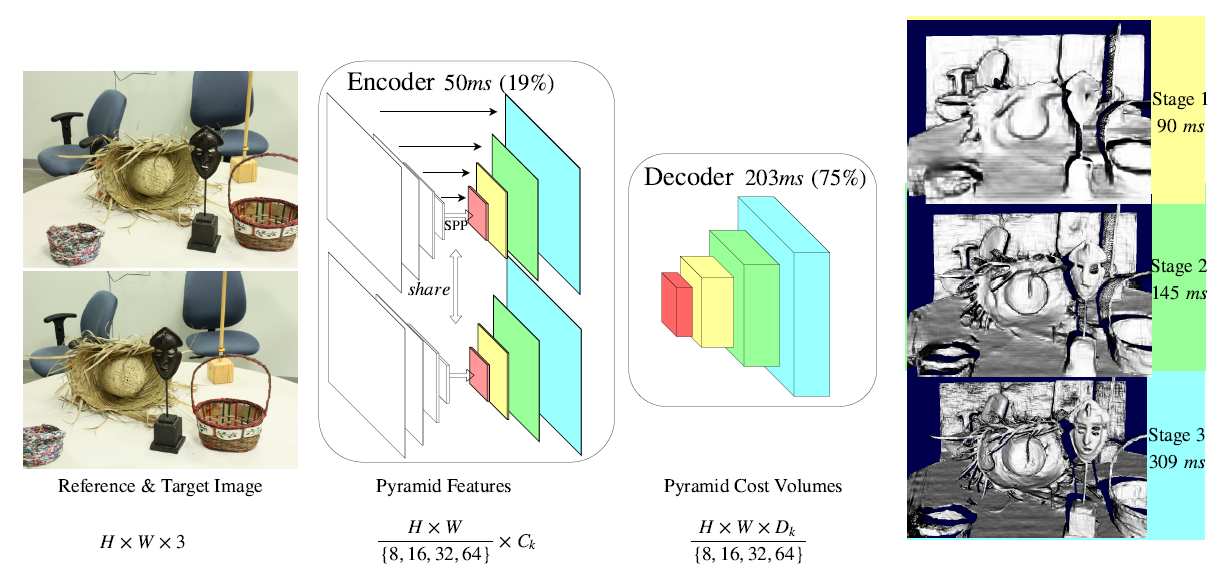 Encoder 50ms (19%)
SPP
share
Decoder 203ms (75%)
Stage 1
90 ms
Stage 2
145 ms
Stage 3
309 ms
Reference & Target Image
Pyramid Features
Pyramid Cost Volumes
H × W × 3
H × W
{8, 16, 32, 64}
× C_k
H × W × D_k
{8, 16, 32, 64}